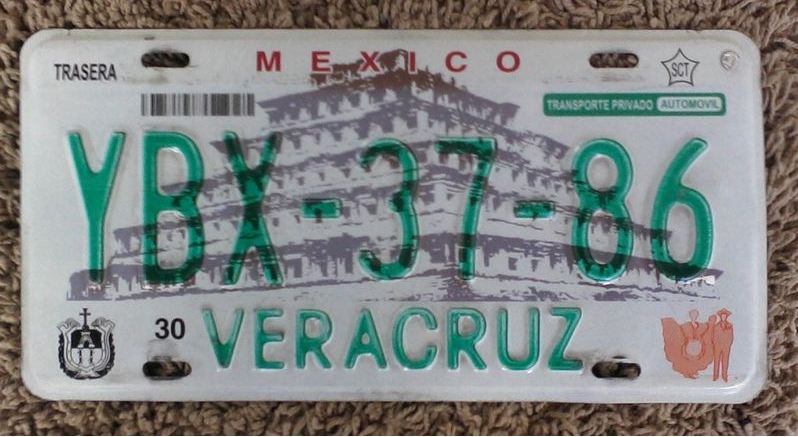 MEXICO
TRASERA
SCT
TRANSPORTE PRIVADO AUTOMOVIL
YBX-37-86
30
VERACRUZ